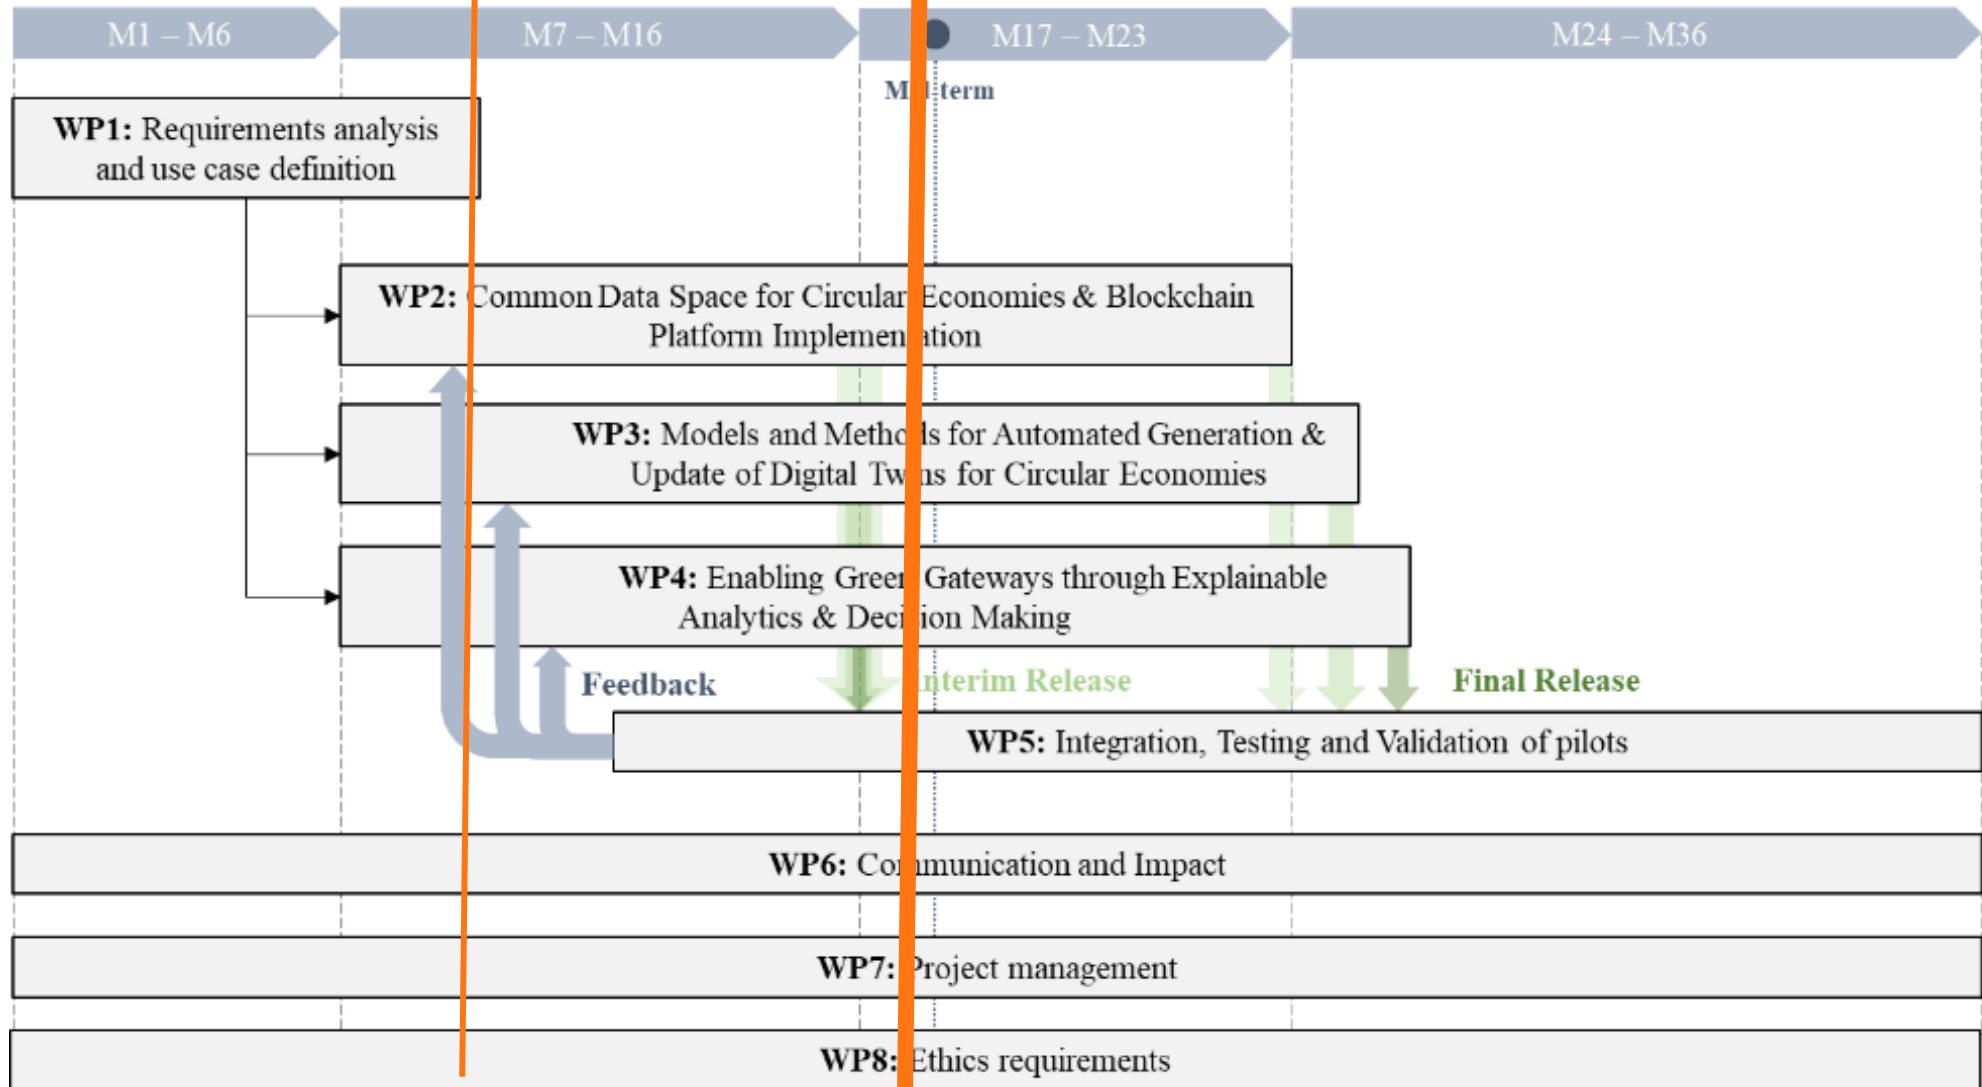 M1 – M6
M7 – M16
M17 – M23
M24 – M36
Mid-term
WP1: Requirements analysis
and use case definition
WP2: Common Data Space for Circular Economies & Blockchain
Platform Implementation
WP3: Models and Methods for Automated Generation &
Update of Digital Twins for Circular Economies
WP4: Enabling Green Gateways through Explainable
Analytics & Decision Making
Feedback
Interim Release
Final Release
WP5: Integration, Testing and Validation of pilots
WP6: Communication and Impact
WP7: Project management
WP8: Ethics requirements